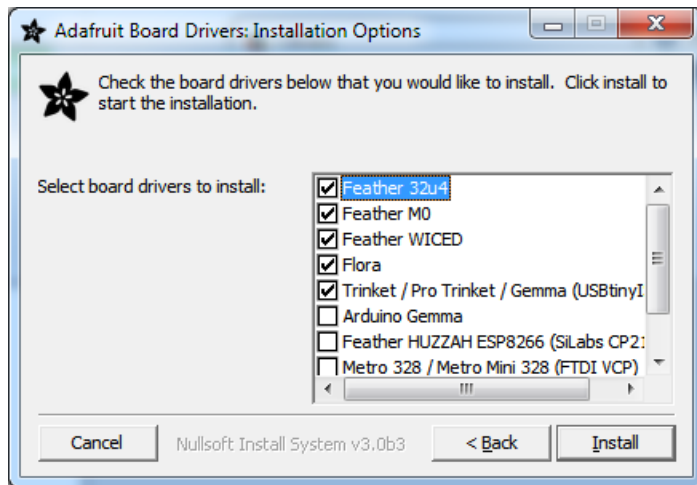 Adafruit Board Drivers: Installation Options
Check the board drivers below that you would like to install. Click install to
start the installation.
Select board drivers to install:
Feather 32u4
Feather M0
Feather WICED
Flora
Trinket / Pro Trinket / Gemma (USBtinyI
Arduino Gemma
Feather HUZZAH ESP8266 (SiLabs CP21
Metro 328 / Metro Mini 328 (FTDI VCP)
Cancel
Nullsoft Install System v3.0b3
< Back
Install